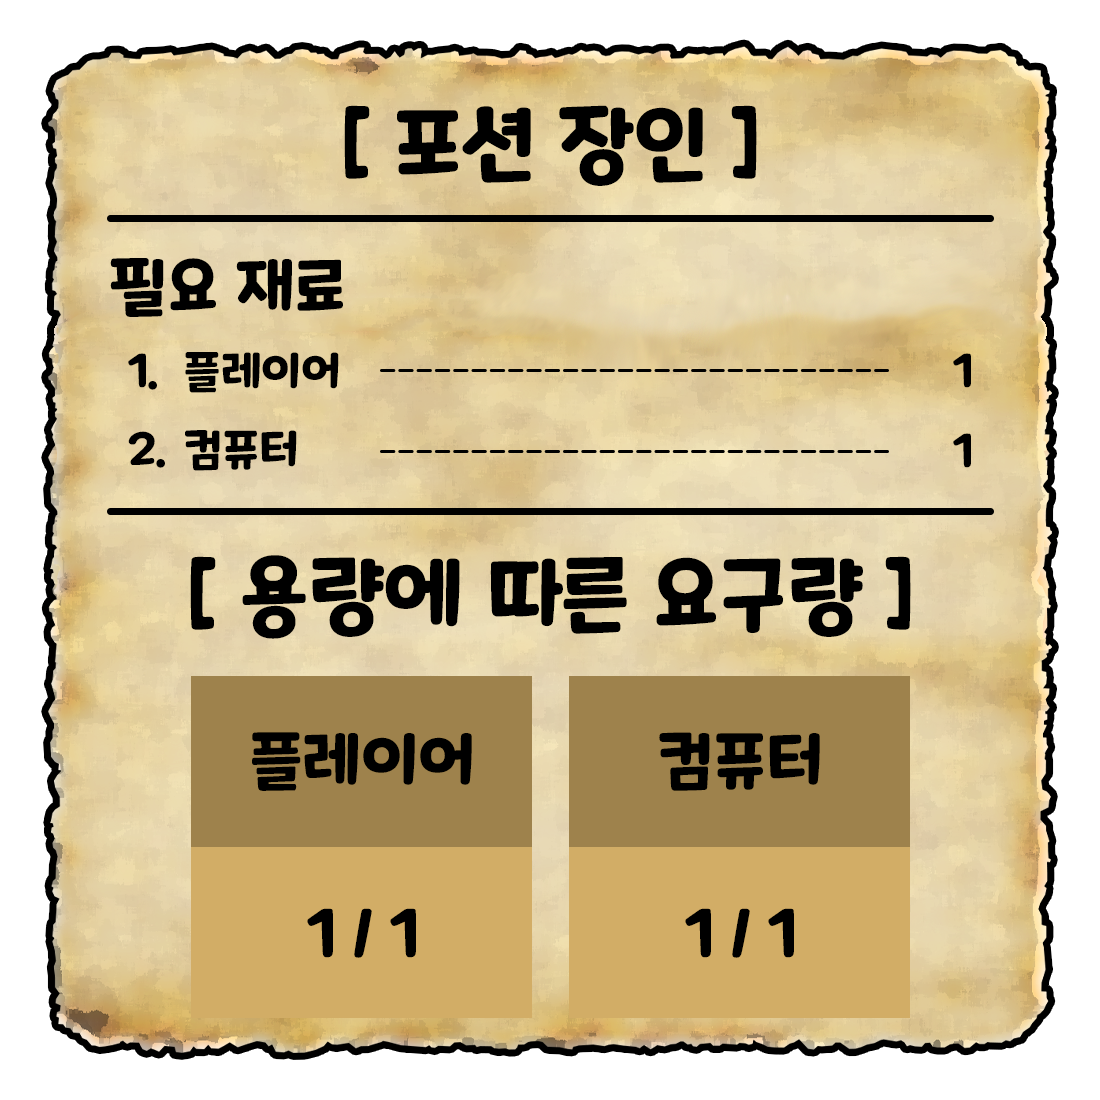 [ 포션 장인 ]
필요 재료
1. 플레이어 ---------------------------- 1
2. 컴퓨터 ---------------------------- 1
[ 용량에 따른 요구량 ]
플레이어 컴퓨터
1 / 1 1 / 1